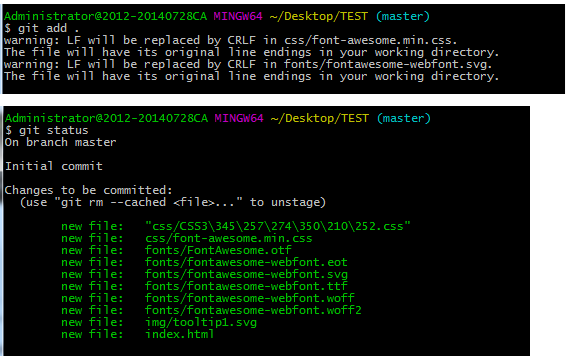 Administrator@2012-20140728CA MINGW64 ~/Desktop/TEST (master)
$ git add .
warning: LF will be replaced by CRLF in css/font-awesome.min.css.
The file will have its original line endings in your working directory.
warning: LF will be replaced by CRLF in fonts/fontawesome-webfont.svg.
The file will have its original line endings in your working directory.
Administrator@2012-20140728CA MINGW64 ~/Desktop/TEST (master)
$ git status
On branch master
Initial commit
Changes to be committed:
(use "git rm --cached <file>..." to unstage)
new file: "css/CSS3\345\257\274\350\210\252.css"
new file: css/font-awesome.min.css
new file: fonts/FontAwesome.otf
new file: fonts/fontawesome-webfont.eot
new file: fonts/fontawesome-webfont.svg
new file: fonts/fontawesome-webfont.ttf
new file: fonts/fontawesome-webfont.woff
new file: fonts/fontawesome-webfont.woff2
new file: img/tooltip1.svg
new file: index.html